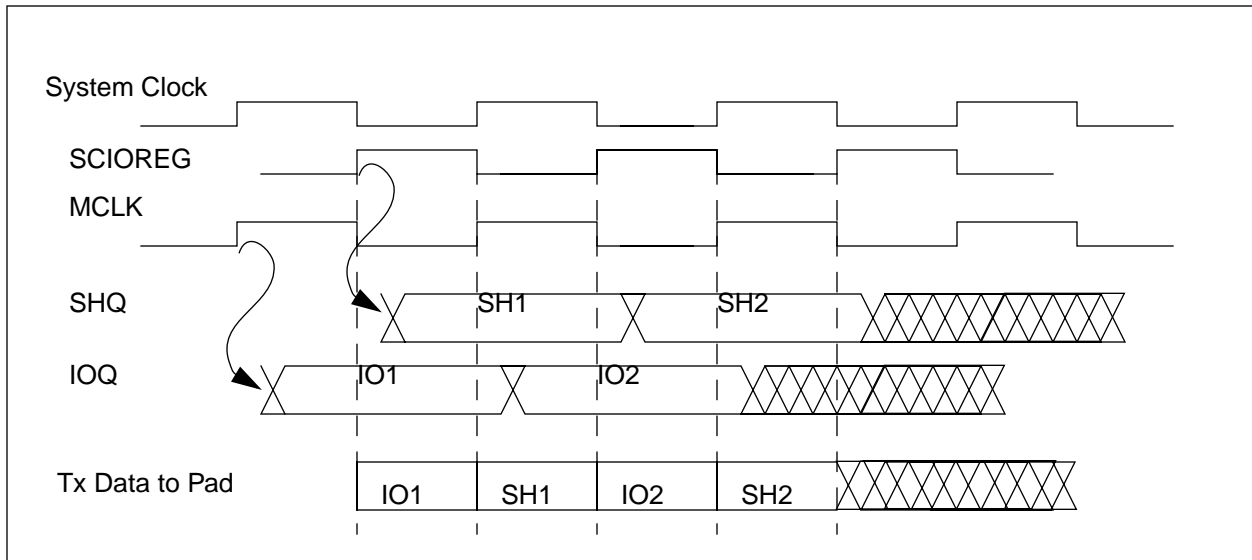 System Clock
SCIOREG
MCLK
SHQ SH1 SH2
IOQ IO1 IO2
Tx Data to Pad IO1 SH1 IO2 SH2